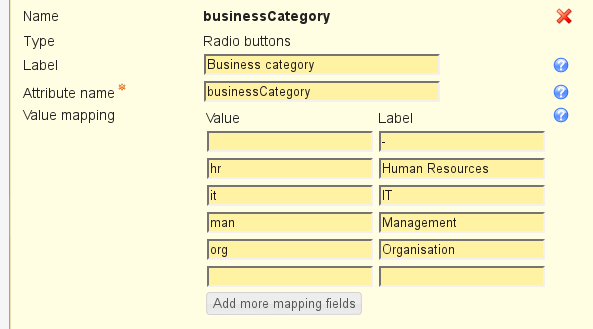 Name businessCategory
Type Radio buttons
Label Business category
Attribute name * businessCategory
Value mapping Value Label
-
hr Human Resources
it IT
man Management
org Organisation
Add more mapping fields